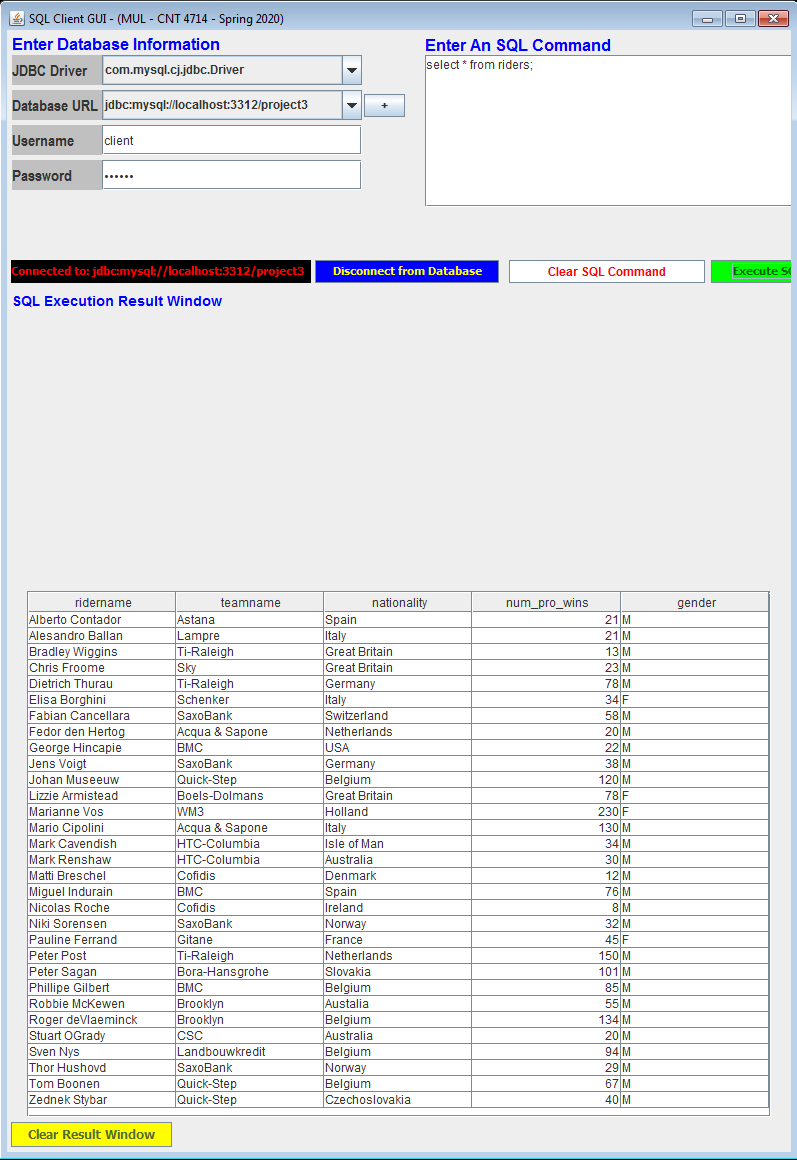 SQL Client GUI - (MUL - CNT 4714 - Spring 2020)
Enter Database Information
JDBC Driver com.mysql.cj.jdbc.Driver
Database URL jdbc:mysql://localhost:3312/project3 +
Username client
Password ••••••
Enter An SQL Command
select * from riders;
Connected to: jdbc:mysql://localhost:3312/project3 Disconnect from Database Clear SQL Command Execute SQ
SQL Execution Result Window
ridername teamname nationality num_pro_wins gender
Alberto Contador Astana Spain 21 M
Alesandro Ballan Lampre Italy 21 M
Bradley Wiggins Ti-Raleigh Great Britain 13 M
Chris Froome Sky Great Britain 23 M
Dietrich Thurau Ti-Raleigh Germany 78 M
Elisa Borghini Schenker Italy 34 F
Fabian Cancellara SaxoBank Switzerland 58 M
Fedor den Hertog Acqua & Sapone Netherlands 20 M
George Hincapie BMC USA 22 M
Jens Voigt SaxoBank Germany 38 M
Johan Museeuw Quick-Step Belgium 120 M
Lizzie Armistead Boels-Dolmans Great Britain 78 F
Marianne Vos WM3 Holland 230 F
Mario Cipolini Acqua & Sapone Italy 130 M
Mark Cavendish HTC-Columbia Isle of Man 34 M
Mark Renshaw HTC-Columbia Australia 30 M
Matti Breschel Cofidis Denmark 12 M
Miguel Indurain BMC Spain 76 M
Nicolas Roche Cofidis Ireland 8 M
Niki Sorensen SaxoBank Norway 32 M
Pauline Ferrand Gitane France 45 F
Peter Post Ti-Raleigh Netherlands 150 M
Peter Sagan Bora-Hansgrohe Slovakia 101 M
Phillipe Gilbert BMC Belgium 85 M
Robbie McKewen Brooklyn Austalia 55 M
Roger deVlaeminck Brooklyn Belgium 134 M
Stuart OGrady CSC Australia 20 M
Sven Nys Landbouwkredit Belgium 94 M
Thor Hushovd SaxoBank Norway 29 M
Tom Boonen Quick-Step Belgium 67 M
Zednek Stybar Quick-Step Czechoslovakia 40 M
Clear Result Window